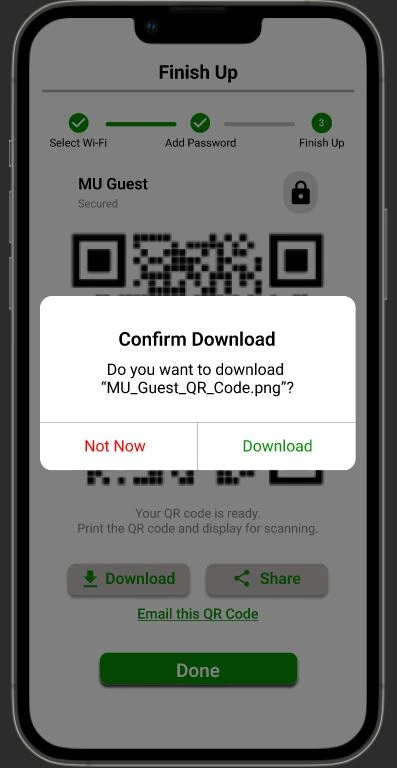 Finish Up
3
Select Wi-Fi Add Password Finish Up
MU Guest
Secured
Confirm Download
Do you want to download
“MU_Guest_QR_Code.png”?
Not Now Download
Your QR code is ready.
Print the QR code and display for scanning.
Download Share
Email this QR Code
Done